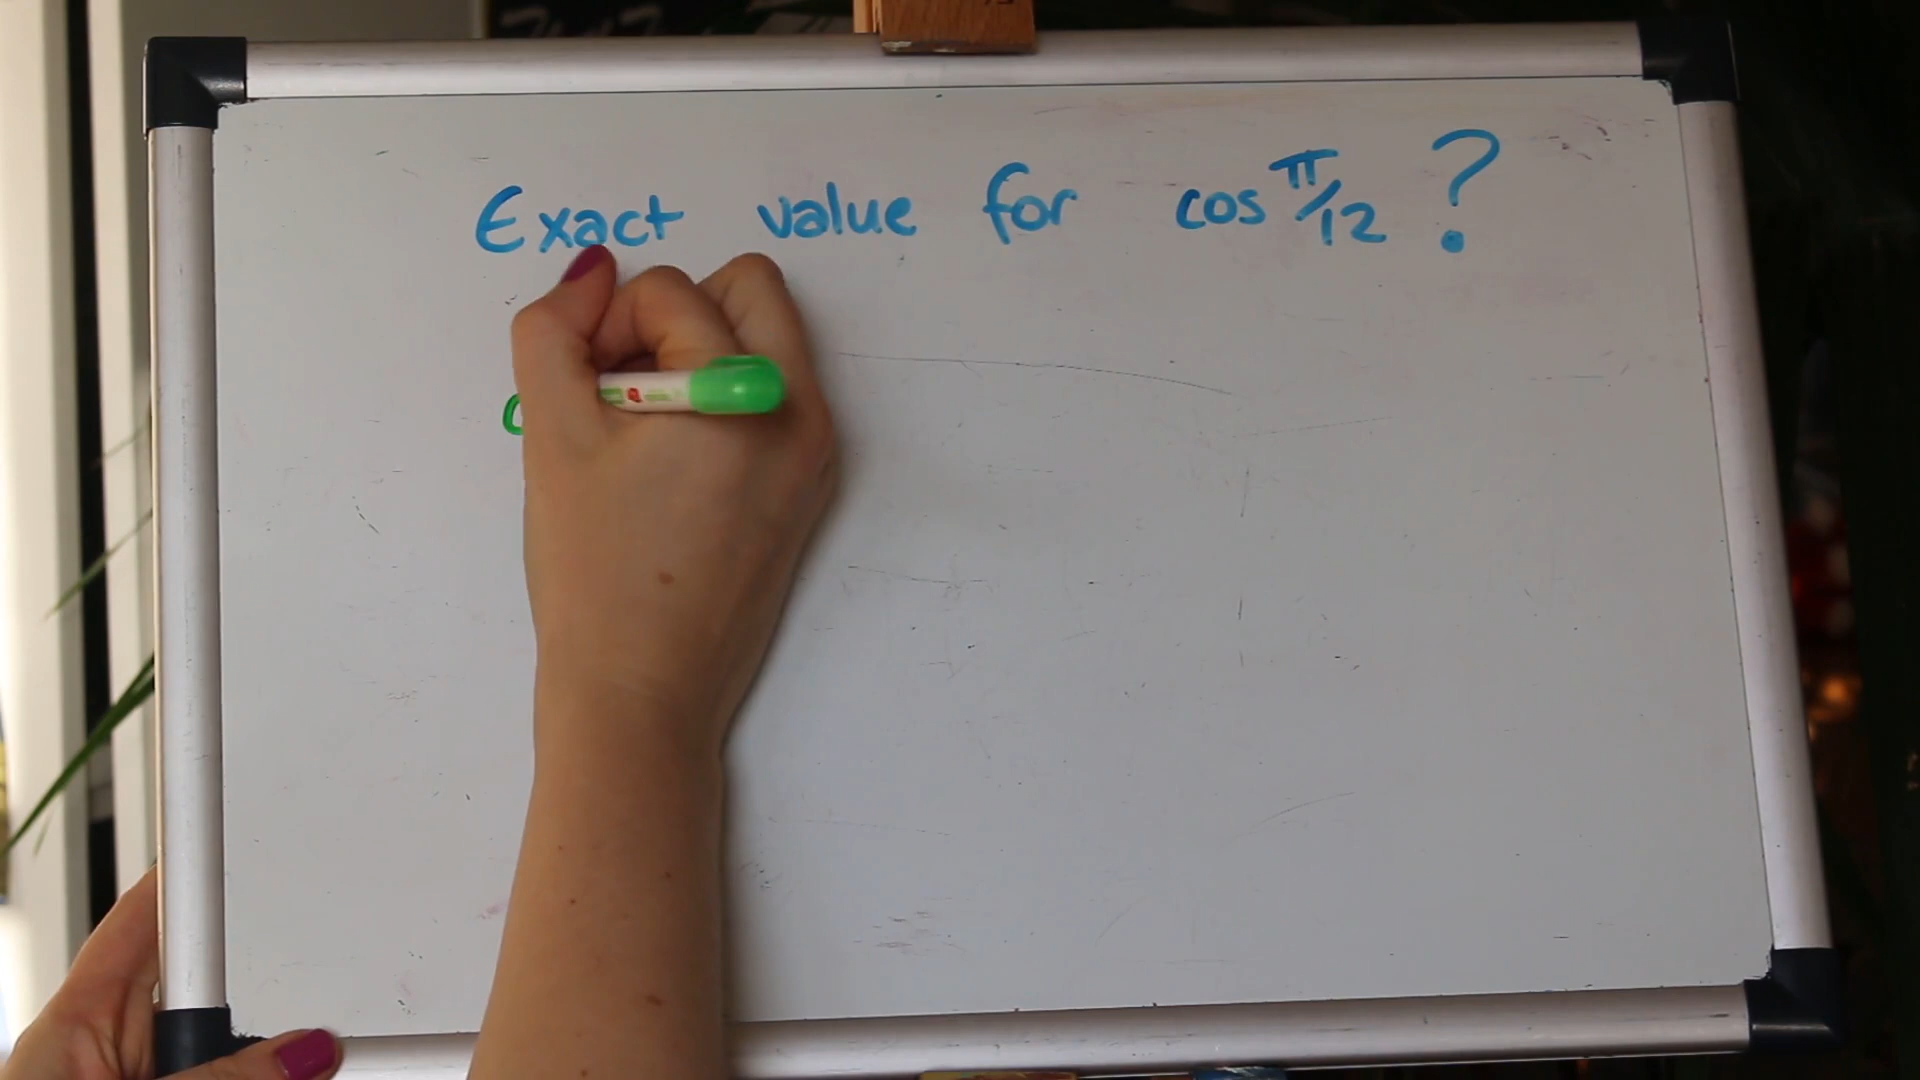 Exact value for cos π/12 ?
c